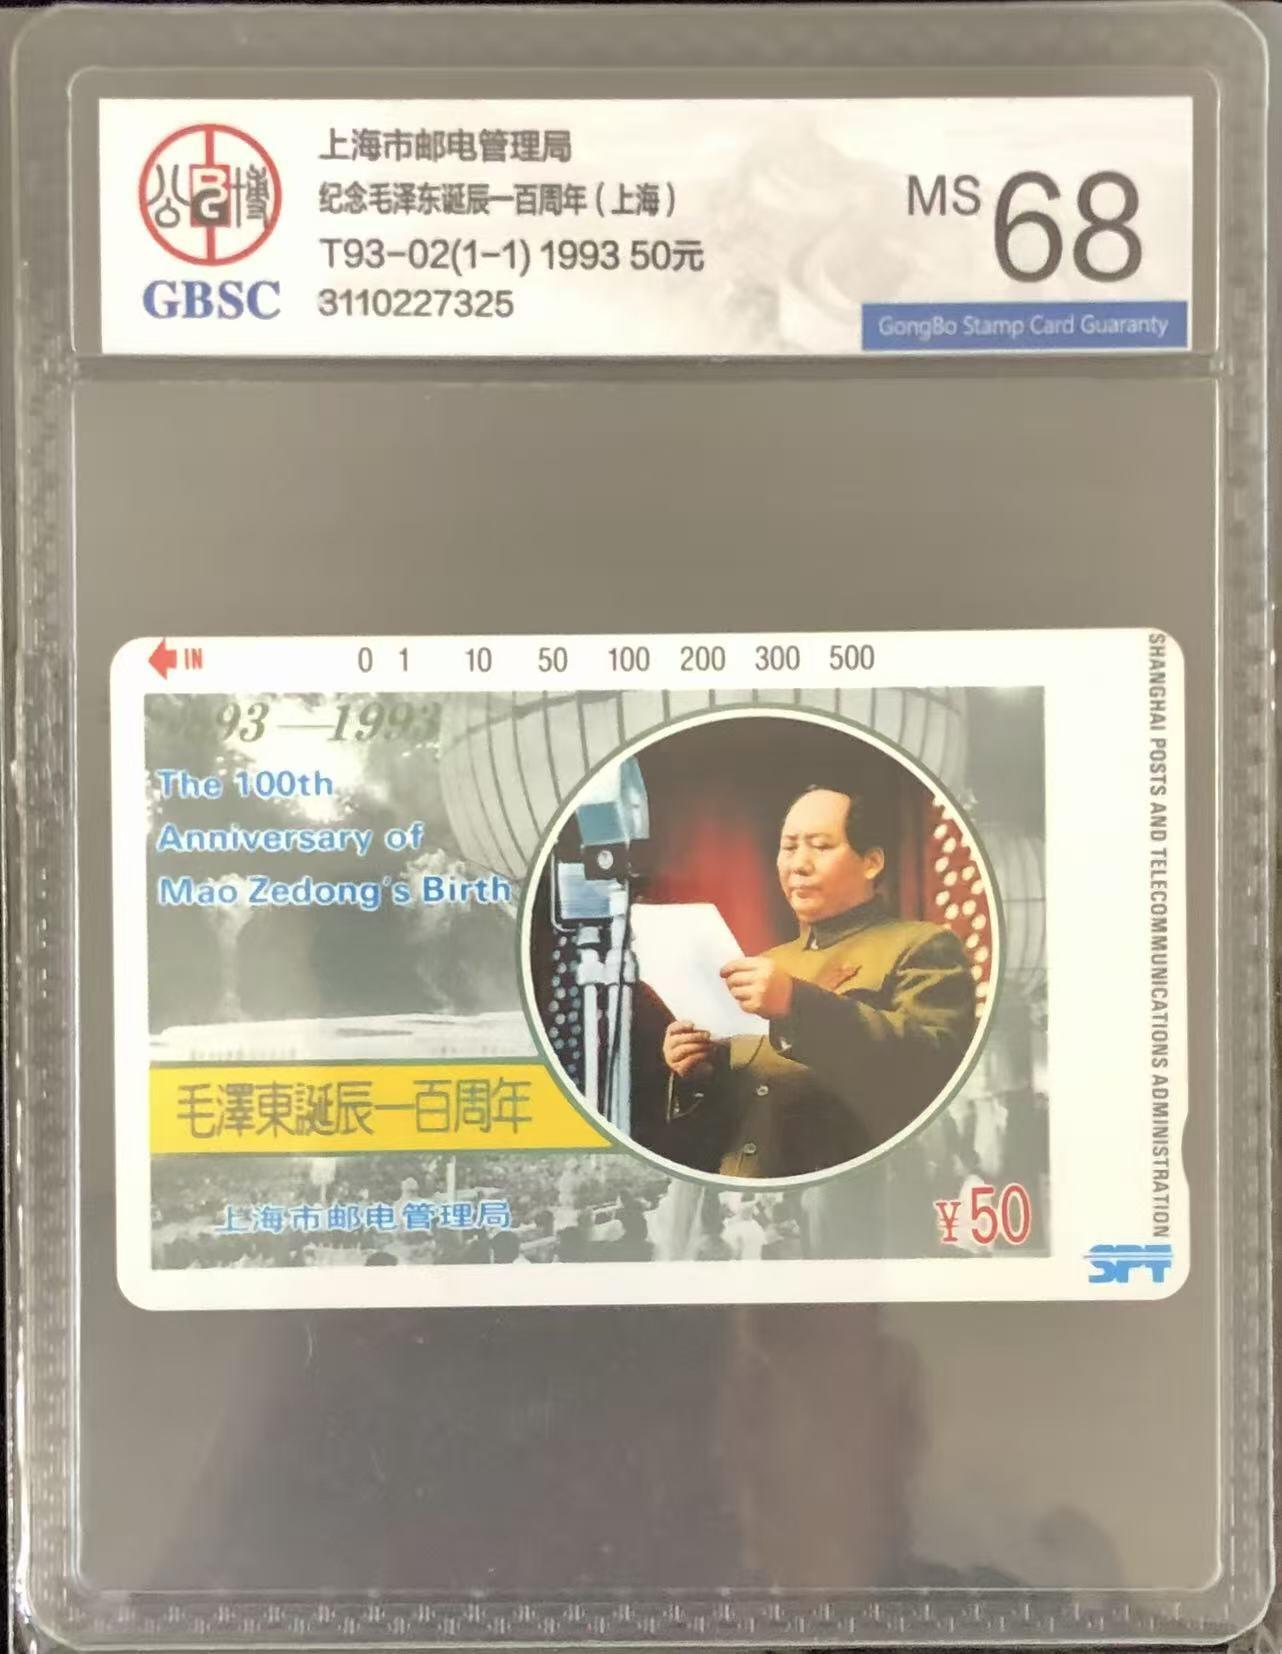 上海市邮电管理局
纪念毛泽东诞辰一百周年(上海)
T93-02(1-1) 1993 50元
3110227325
公博
GBSC
MS 68
GongBo Stamp Card Guaranty
IN
0 1 10 50 100 200 300 500
93—1993
The 100th
Anniversary of
Mao Zedong's Birth
毛澤東誕辰一百周年
上海市邮电管理局
¥50
SHANGHAI POSTS AND TELECOMMUNICATIONS ADMINISTRATION
SPT